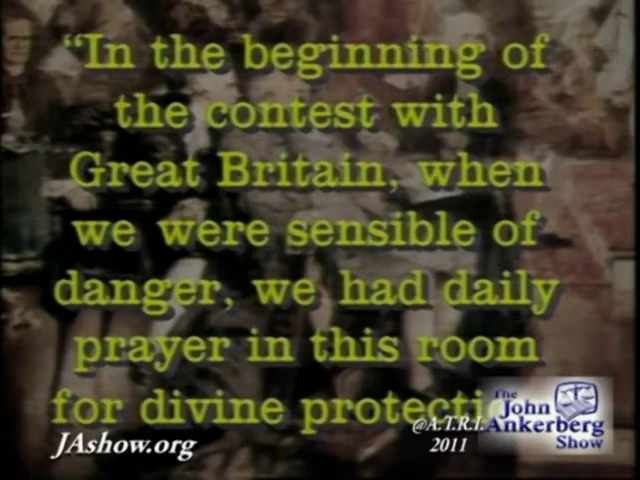 “In the beginning of
the contest with
Great Britain, when
we were sensible of
danger, we had daily
prayer in this room
for divine protecti
JAshow.org
@A.T.R.I.
2011
The
John
Ankerberg
Show